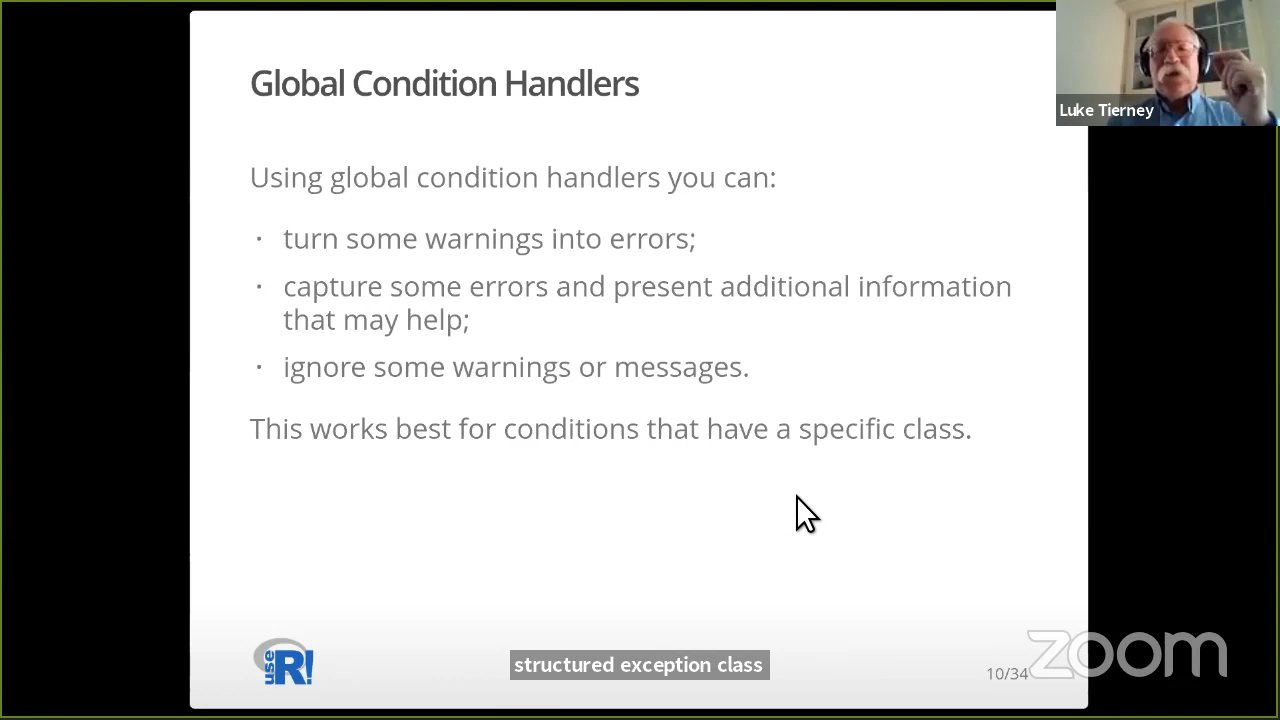 Global Condition Handlers
Luke Tierney
Using global condition handlers you can:
· turn some warnings into errors;
· capture some errors and present additional information
that may help;
· ignore some warnings or messages.
This works best for conditions that have a specific class.
use R!
structured exception class
10/34
zoom